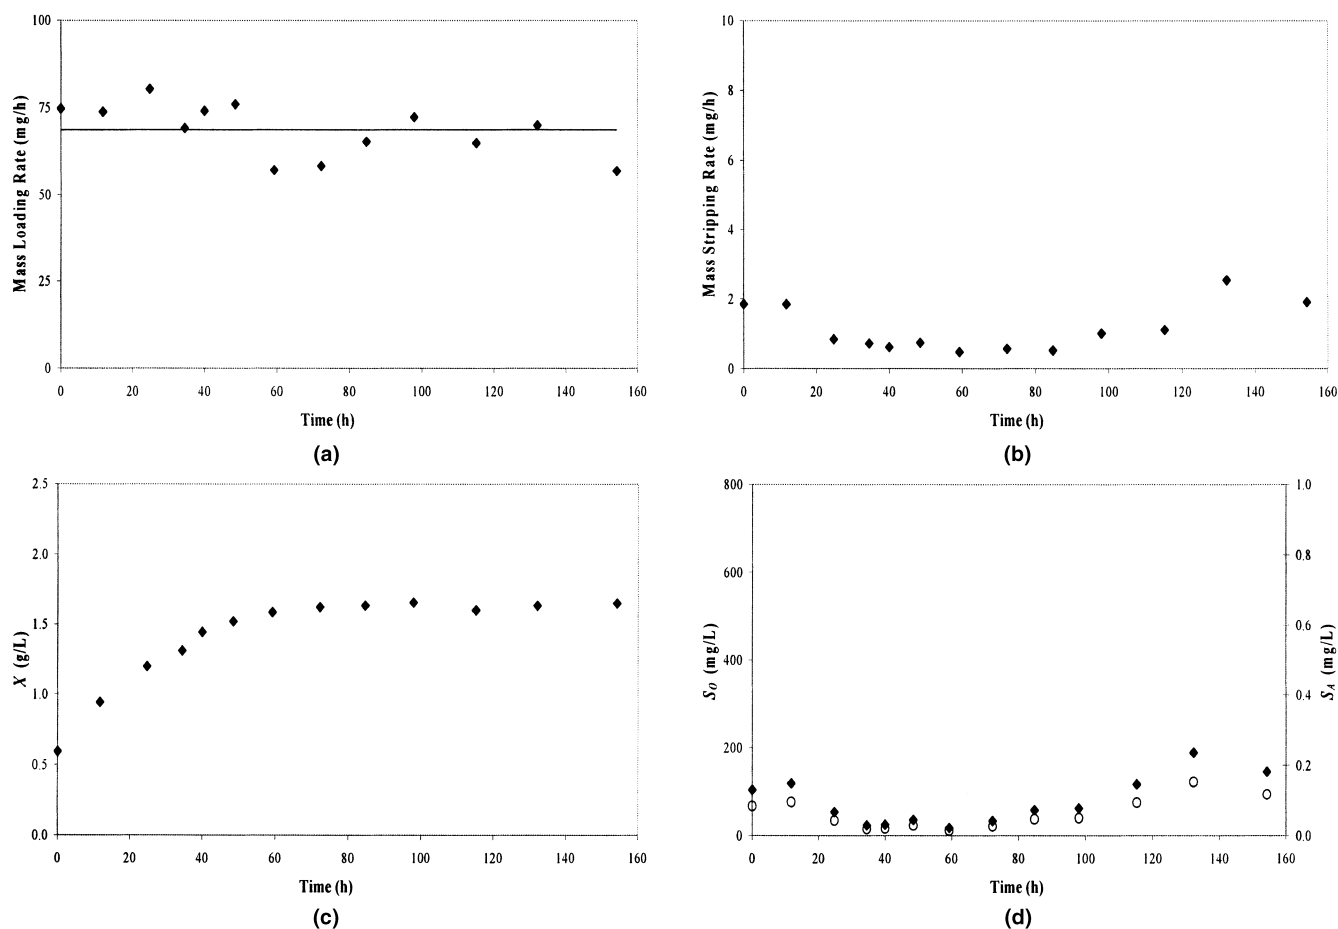 100
75
50
25
0
Mass Loading Rate (mg/h)
0 20 40 60 80 100 120 140 160
Time (h)
(a)
10
8
6
4
2
0
Mass Stripping Rate (mg/h)
0 20 40 60 80 100 120 140 160
Time (h)
(b)
2.5
2.0
1.5
1.0
0.5
0.0
X (g/L)
0 20 40 60 80 100 120 140 160
Time (h)
(c)
800
600
400
200
0
S_O (mg/L)
1.0
0.8
0.6
0.4
0.2
0.0
S_A (mg/L)
0 20 40 60 80 100 120 140 160
Time (h)
(d)